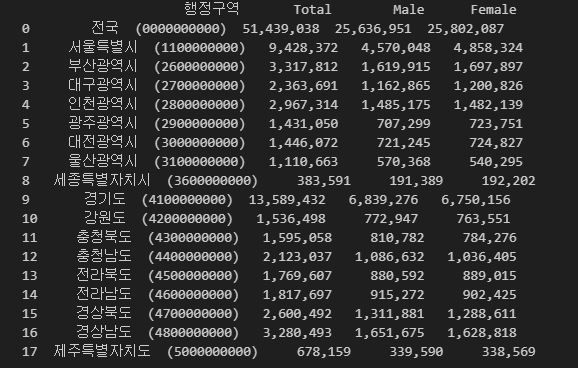 행정구역 Total Male Female
0 전국 (0000000000) 51,439,038 25,636,951 25,802,087
1 서울특별시 (1100000000) 9,428,372 4,570,048 4,858,324
2 부산광역시 (2600000000) 3,317,812 1,619,915 1,697,897
3 대구광역시 (2700000000) 2,363,691 1,162,865 1,200,826
4 인천광역시 (2800000000) 2,967,314 1,485,175 1,482,139
5 광주광역시 (2900000000) 1,431,050 707,299 723,751
6 대전광역시 (3000000000) 1,446,072 721,245 724,827
7 울산광역시 (3100000000) 1,110,663 570,368 540,295
8 세종특별자치시 (3600000000) 383,591 191,389 192,202
9 경기도 (4100000000) 13,589,432 6,839,276 6,750,156
10 강원도 (4200000000) 1,536,498 772,947 763,551
11 충청북도 (4300000000) 1,595,058 810,782 784,276
12 충청남도 (4400000000) 2,123,037 1,086,632 1,036,405
13 전라북도 (4500000000) 1,769,607 880,592 889,015
14 전라남도 (4600000000) 1,817,697 915,272 902,425
15 경상북도 (4700000000) 2,600,492 1,311,881 1,288,611
16 경상남도 (4800000000) 3,280,493 1,651,675 1,628,818
17 제주특별자치도 (5000000000) 678,159 339,590 338,569